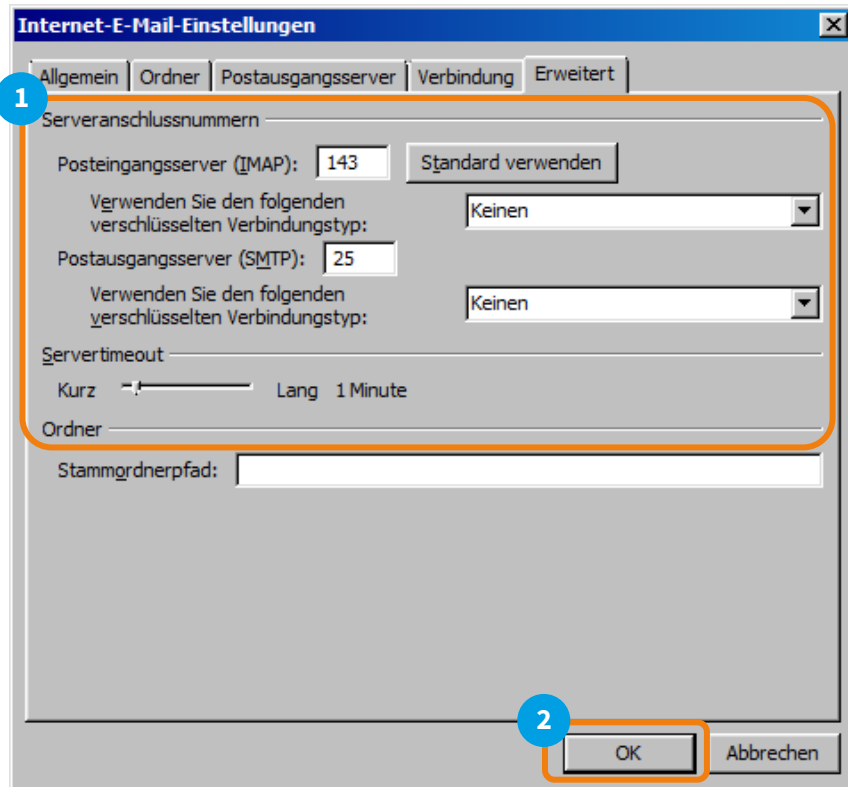 Internet-E-Mail-Einstellungen
Allgemein Ordner Postausgangsserver Verbindung Erweitert
1
Serveranschlussnummern
Posteingangsserver (IMAP): 143 Standard verwenden
Verwenden Sie den folgenden
verschlüsselten Verbindungstyp: Keinen
Postausgangsserver (SMTP): 25
Verwenden Sie den folgenden
verschlüsselten Verbindungstyp: Keinen
Servertimeout
Kurz Lang 1 Minute
Ordner
Stammordnerpfad:
2
OK Abbrechen